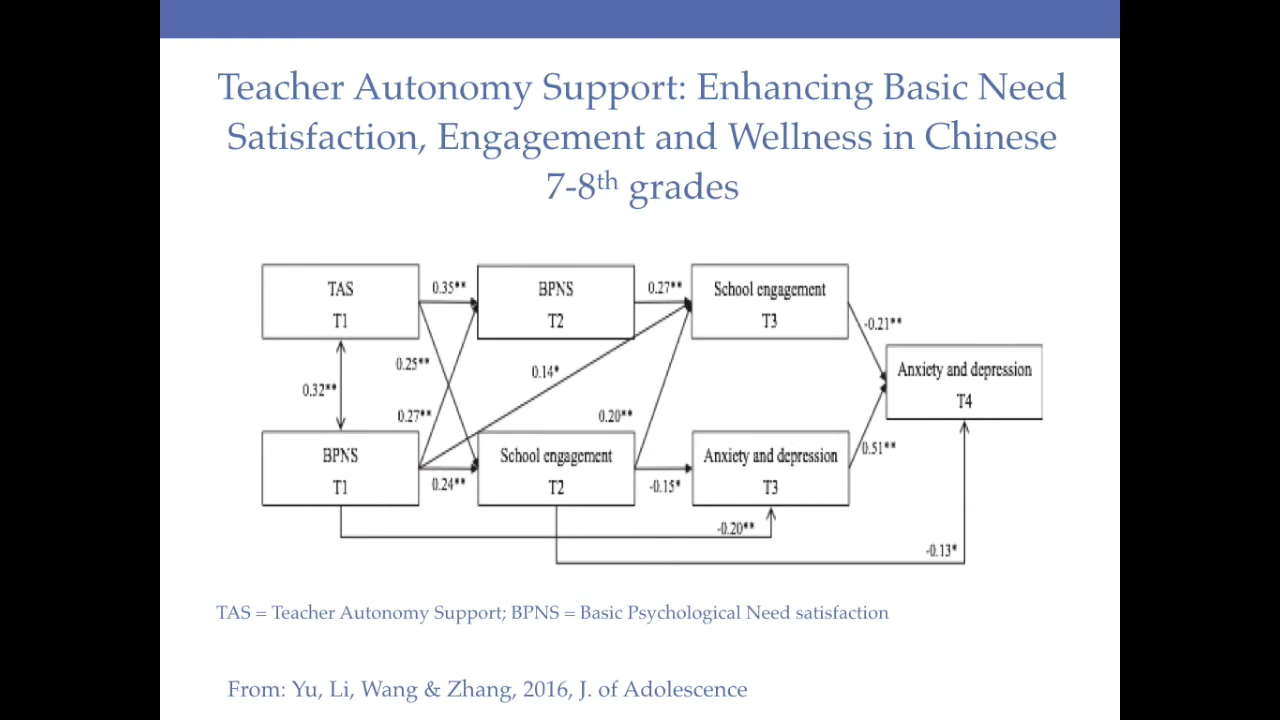 Teacher Autonomy Support: Enhancing Basic Need
Satisfaction, Engagement and Wellness in Chinese
7-8th grades
TAS
T1
0.35**
BPNS
T2
0.27**
School engagement
T3
-0.21**
Anxiety and depression
T4
0.25**
0.14*
0.32**
0.27**
0.20**
BPNS
T1
0.24**
School engagement
T2
-0.15*
Anxiety and depression
T3
0.51**
-0.20**
-0.13*
TAS = Teacher Autonomy Support; BPNS = Basic Psychological Need satisfaction
From: Yu, Li, Wang & Zhang, 2016, J. of Adolescence